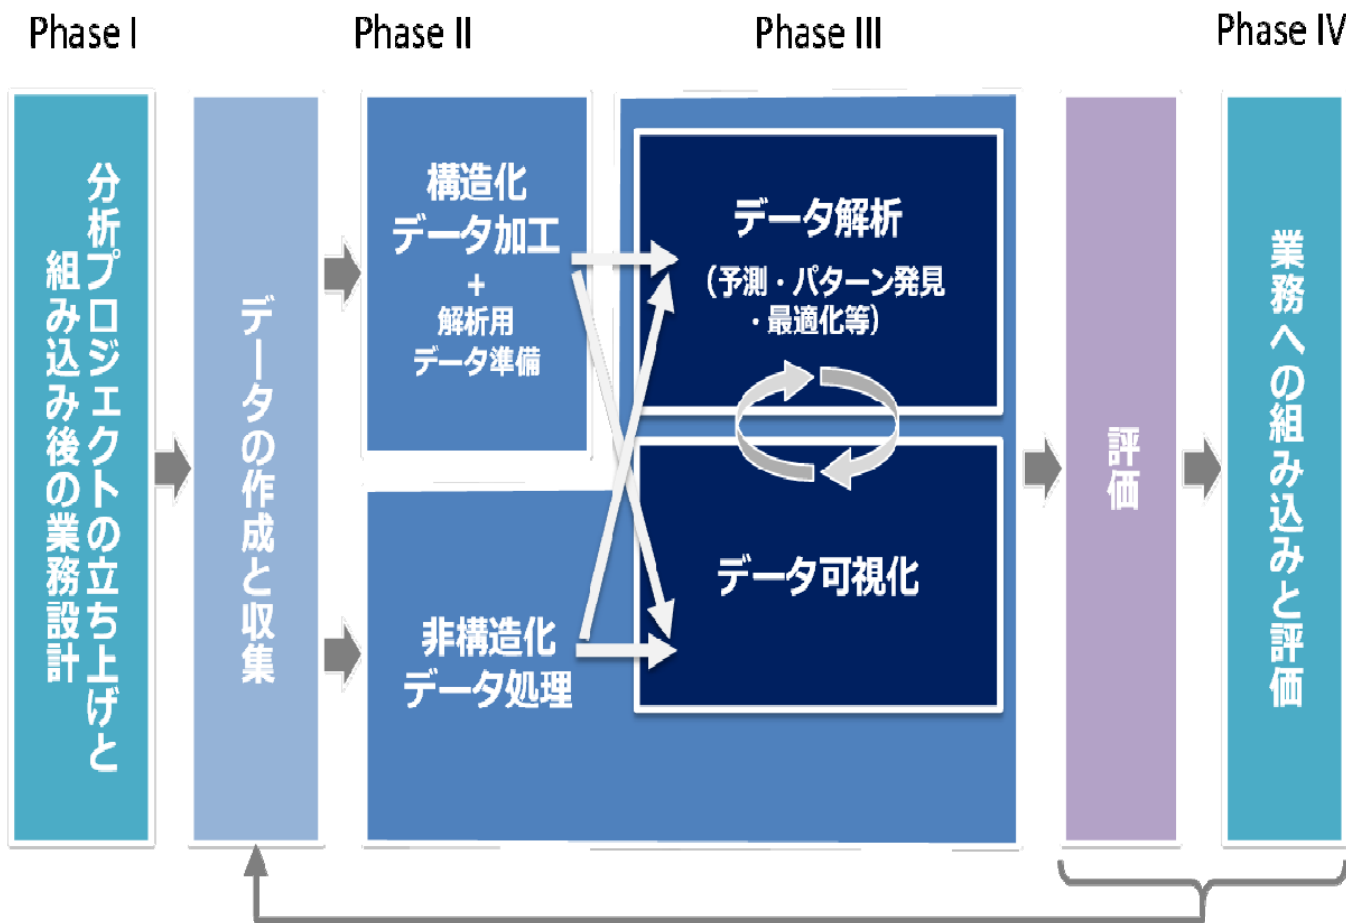 Phase I
Phase II
Phase III
Phase IV
分析プロジェクトの立ち上げと
組み込み後の業務設計
データの作成と収集
構造化
データ加工
+
解析用
データ準備
非構造化
データ処理
データ解析
(予測・パターン発見
・最適化等)
データ可視化
評価
業務への組み込みと評価